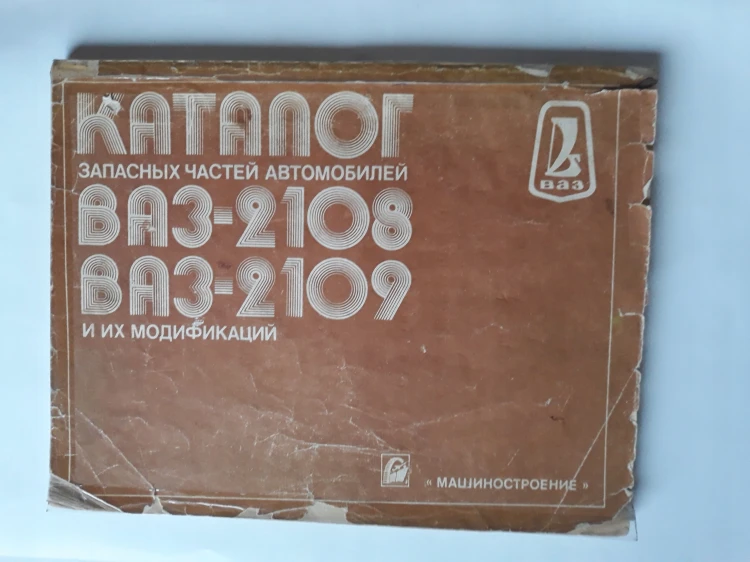 КАТАЛОГ
ЗАПАСНЫХ ЧАСТЕЙ АВТОМОБИЛЕЙ
ВАЗ-2108
ВАЗ-2109
И ИХ МОДИФИКАЦИЙ
ВАЗ
« МАШИНОСТРОЕНИЕ »